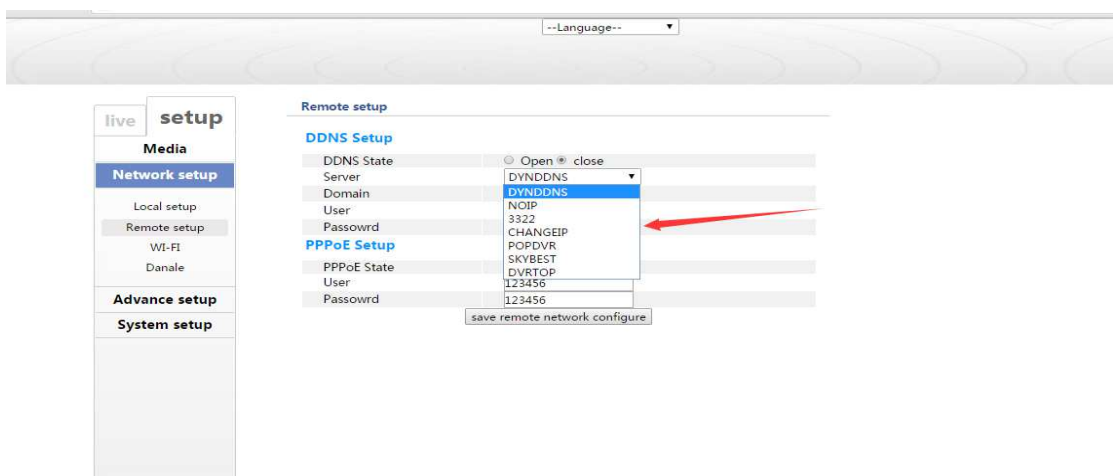 --Language--
live setup
Media
Network setup
Local setup
Remote setup
WI-FI
Danale
Advance setup
System setup
Remote setup
DDNS Setup
DDNS State Open close
Server DYNDDNS
Domain DYNDDNS
User NOIP
3322
Passowrd CHANGEIP
PPPoE Setup POPDVR
SKYBEST
PPPoE State DVRTOP
User 123456
Passowrd 123456
save remote network configure